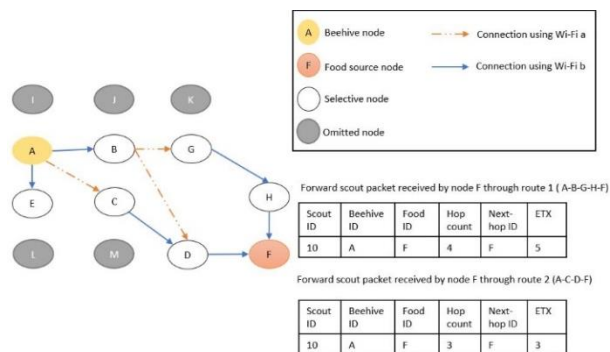 A Beehive node
Connection using Wi-Fi a
F Food source node
Connection using Wi-Fi b
Selective node
Omitted node
I J K
A B G
E C H
L M D F
Forward scout packet received by node F through route 1 ( A-B-G-H-F)
Scout ID Beehive ID Food ID Hop count Next-hop ID ETX
10 A F 4 F 5
Forward scout packet received by node F through route 2 (A-C-D-F)
Scout ID Beehive ID Food ID Hop count Next-hop ID ETX
10 A F 3 F 3